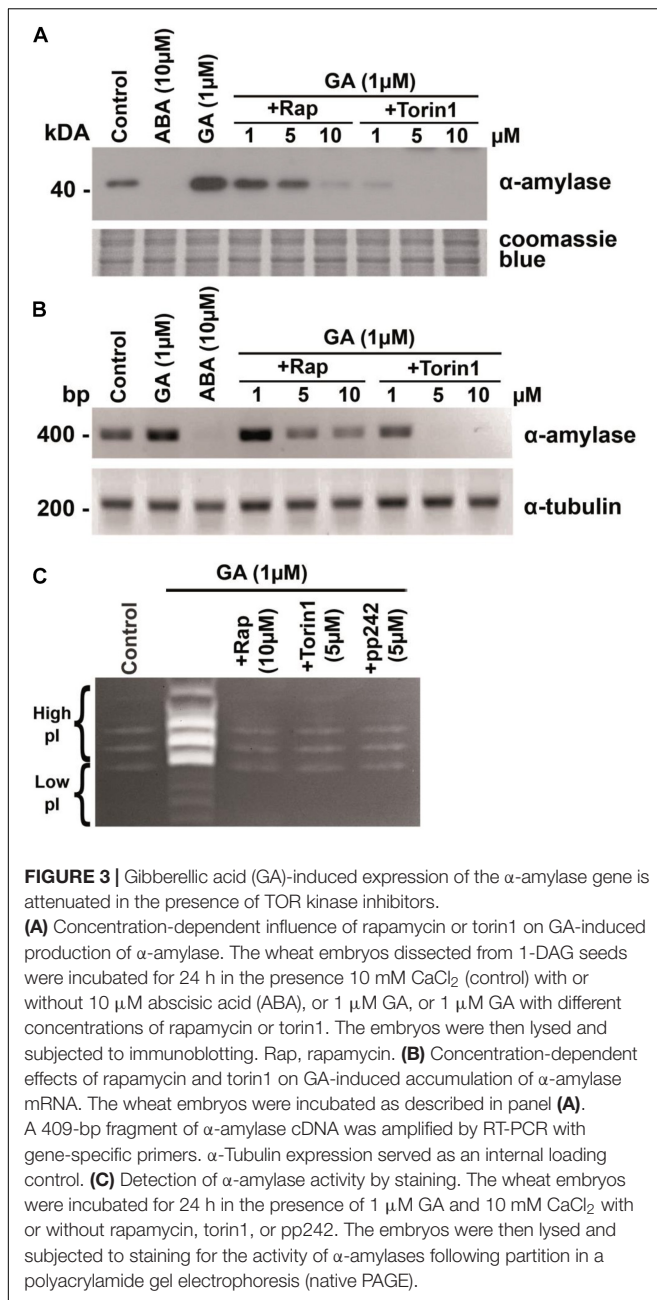 A
Control
ABA (10μM)
GA (1μM)
GA (1μM)
+Rap +Torin1
kDA 1 5 10 1 5 10 μM
40 - α-amylase
coomassie
blue
B
Control
GA (1μM)
ABA (10μM)
GA (1μM)
+Rap +Torin1
bp 1 5 10 1 5 10 μM
400 - α-amylase
200 - α-tubulin
C
GA (1μM)
Control
+Rap
(10μM)
+Torin1
(5μM)
+pp242
(5μM)
High
pI
Low
pI
FIGURE 3 | Gibberellic acid (GA)-induced expression of the α-amylase gene is
attenuated in the presence of TOR kinase inhibitors.
(A) Concentration-dependent influence of rapamycin or torin1 on GA-induced
production of α-amylase. The wheat embryos dissected from 1-DAG seeds
were incubated for 24 h in the presence 10 mM CaCl₂ (control) with or
without 10 μM abscisic acid (ABA), or 1 μM GA, or 1 μM GA with different
concentrations of rapamycin or torin1. The embryos were then lysed and
subjected to immunoblotting. Rap, rapamycin. (B) Concentration-dependent
effects of rapamycin and torin1 on GA-induced accumulation of α-amylase
mRNA. The wheat embryos were incubated as described in panel (A).
A 409-bp fragment of α-amylase cDNA was amplified by RT-PCR with
gene-specific primers. α-Tubulin expression served as an internal loading
control. (C) Detection of α-amylase activity by staining. The wheat embryos
were incubated for 24 h in the presence of 1 μM GA and 10 mM CaCl₂ with
or without rapamycin, torin1, or pp242. The embryos were then lysed and
subjected to staining for the activity of α-amylases following partition in a
polyacrylamide gel electrophoresis (native PAGE).